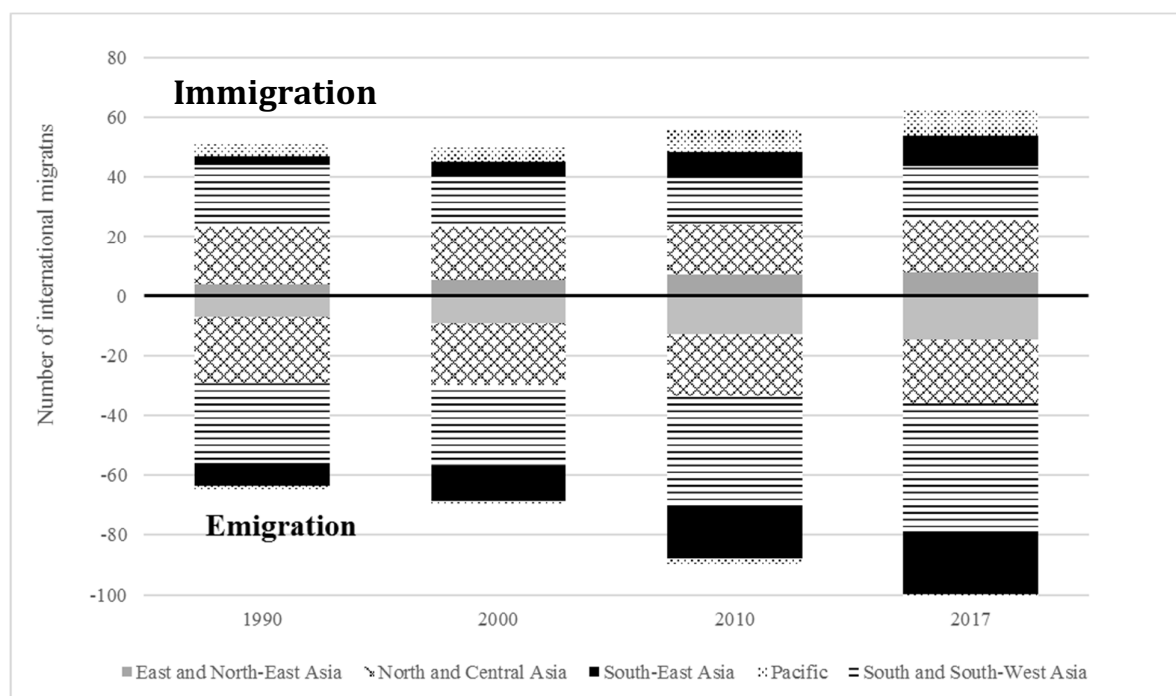 80
Immigration
60
40
20
0
-20
-40
-60
Emigration
-80
-100
Number of international migratns
1990 2000 2010 2017
East and North-East Asia North and Central Asia South-East Asia Pacific South and South-West Asia